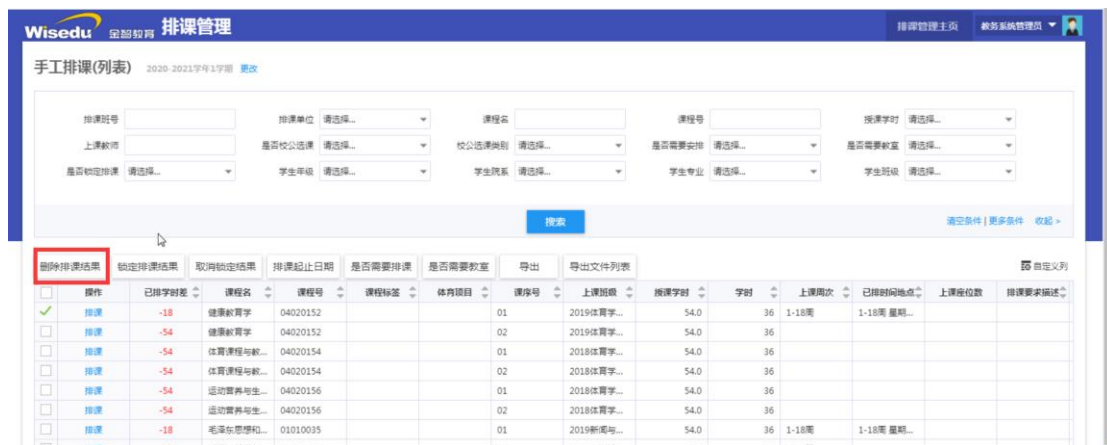 Wisedu 金智教育 排课管理 排课管理主页 教务系统管理员
手工排课(列表) 2020-2021学年1学期 更改
排课班号 排课单位 请选择... 课程名 课程号 授课学时 请选择...
上课教师 是否校公选课 请选择... 校公选课类别 请选择... 是否需要安排 请选择... 是否需要教室 请选择...
是否锁定排课 请选择... 学生年级 请选择... 学生院系 请选择... 学生专业 请选择... 学生班级 请选择...
搜索 清空条件 | 更多条件 收起 >
删除排课结果 锁定排课结果 取消锁定结果 排课起止日期 是否需要排课 是否需要教室 导出 导出文件列表 自定义列
操作 已排学时差 课程名 课程号 课程标签 体育项目 课序号 上课班级 授课学时 学时 上课周次 已排时间地点 上课座位数 排课要求描述
排课 -18 健康教育学 04020152 01 2019体育学... 54.0 36 1-18周 1-18周 星期...
排课 -54 健康教育学 04020152 02 2019体育学... 54.0 36
排课 -54 体育课程与教... 04020154 01 2018体育学... 54.0 36
排课 -54 体育课程与教... 04020154 02 2018体育学... 54.0 36
排课 -54 运动营养与生... 04020156 01 2018体育学... 54.0 36
排课 -54 运动营养与生... 04020156 02 2018体育学... 54.0 36
排课 -18 毛泽东思想和... 01010035 01 2019新闻与... 54.0 36 1-18周 1-18周 星期...